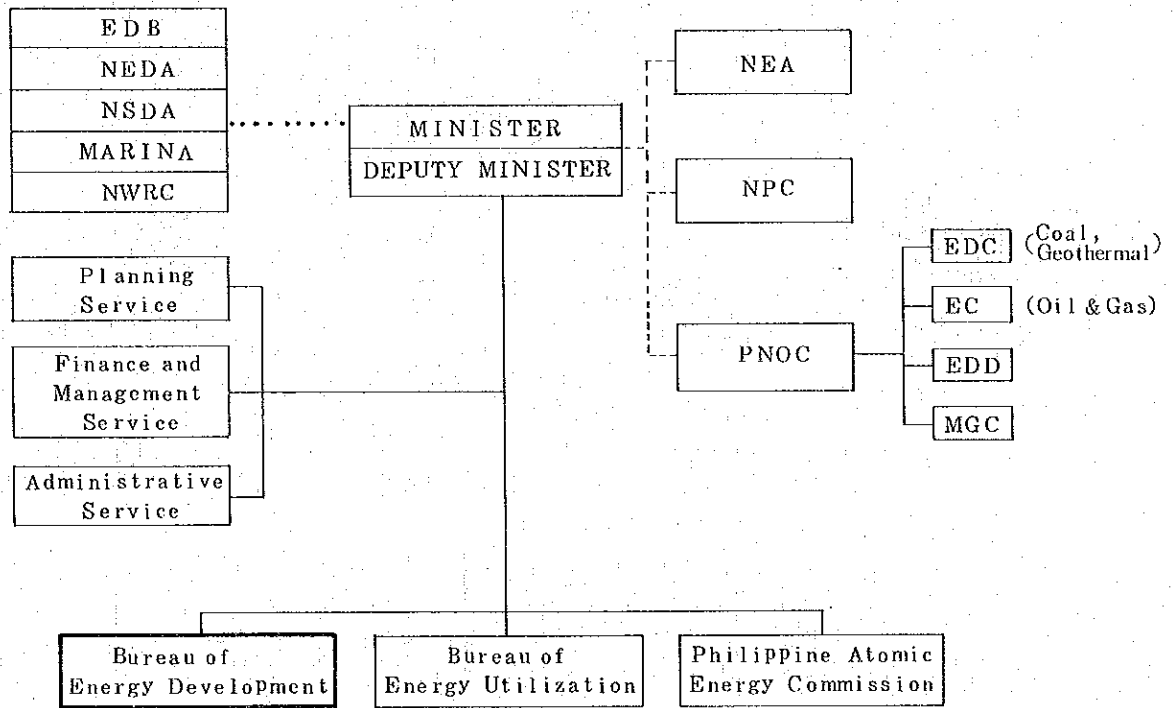 EDB
NEDA
NSDA
MARINA
NWRC
MINISTER
DEPUTY MINISTER
NEA
NPC
PNOC
EDC (Coal,
Geothermal)
EC (Oil & Gas)
EDD
MGC
Planning
Service
Finance and
Management
Service
Administrative
Service
Bureau of
Energy Development
Bureau of
Energy Utilization
Philippine Atomic
Energy Commission